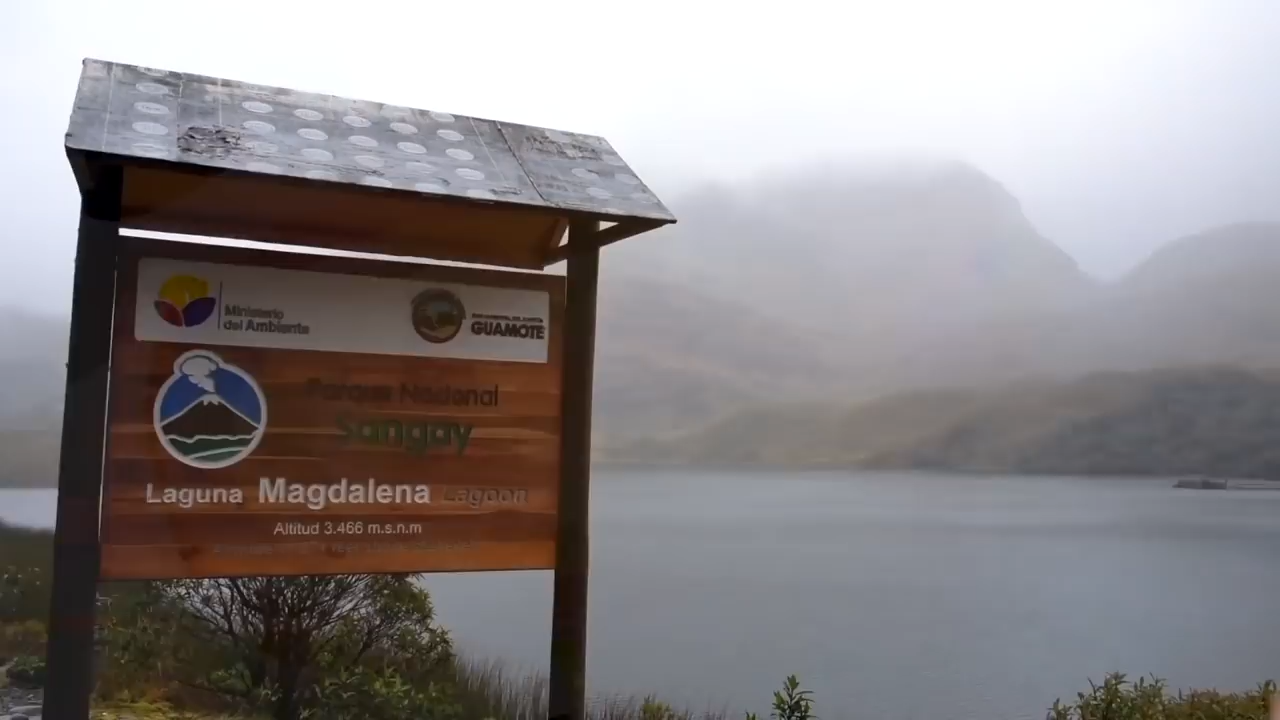 Ministerio
del Ambiente
GUAMOTE
Parque Nacional
Sangay
Laguna Magdalena Lagoon
Altitud 3.466 m.s.n.m